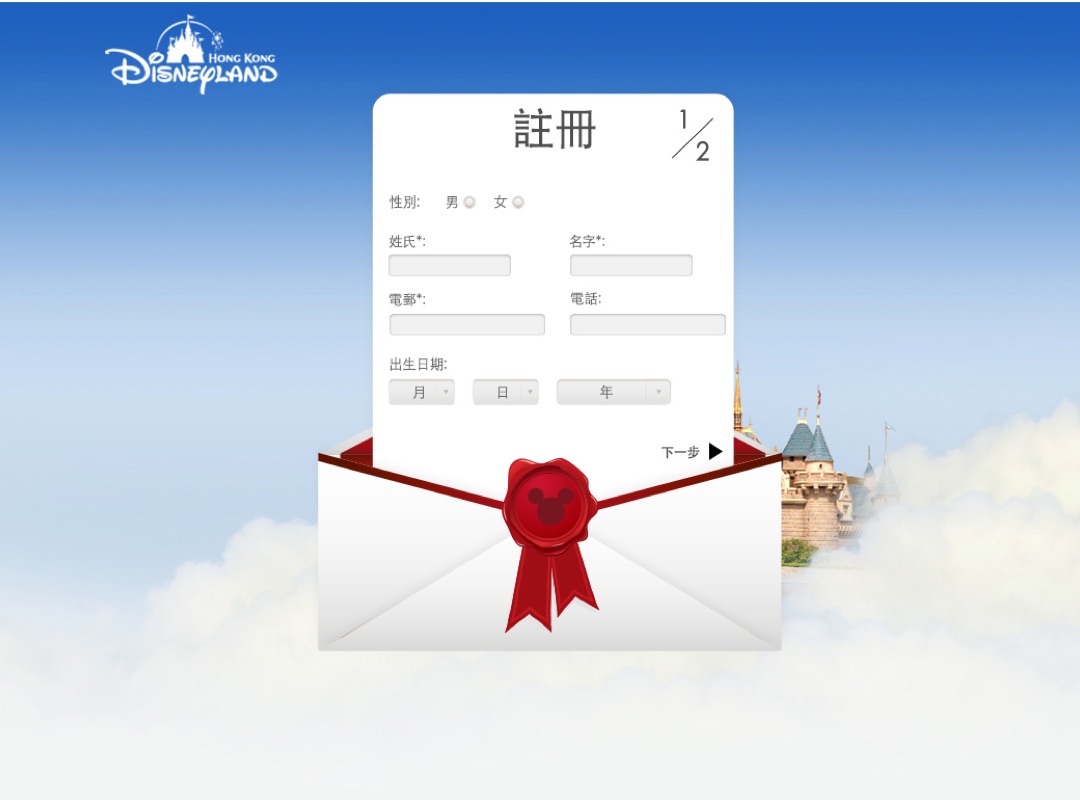 HONG KONG
DISNEYLAND
註冊
1/2
性別: 男 女
姓氏*: 名字*:
電郵*: 電話:
出生日期:
月 日 年
下一步